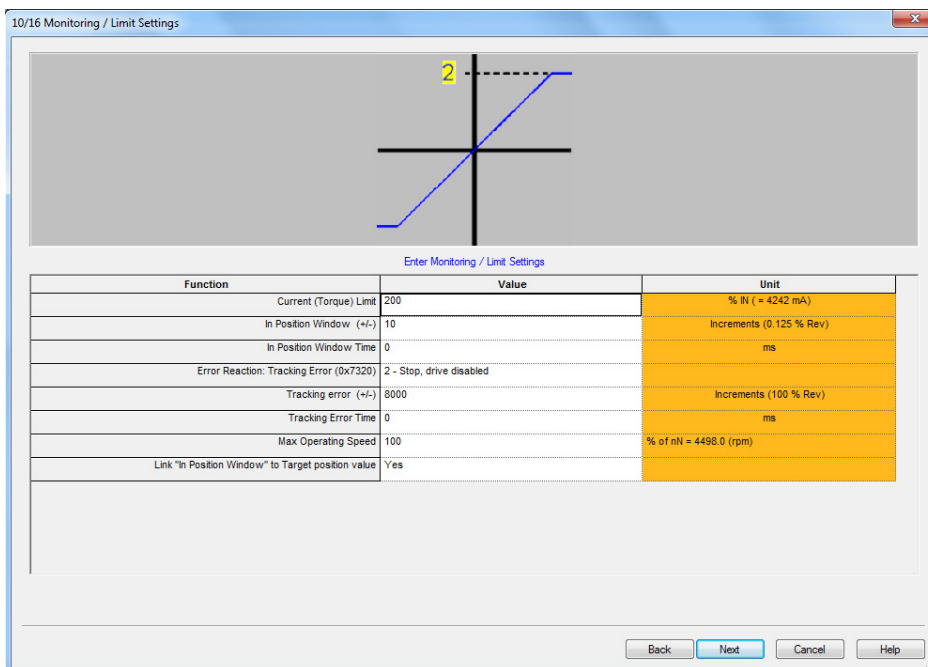 10/16 Monitoring / Limit Settings
x
2
Enter Monitoring / Limit Settings
Function Value Unit
Current (Torque) Limit 200 % IN ( = 4242 mA)
In Position Window (+/-) 10 Increments (0.125 % Rev)
In Position Window Time 0 ms
Error Reaction: Tracking Error (0x7320) 2 - Stop, drive disabled
Tracking error (+/-) 8000 Increments (100 % Rev)
Tracking Error Time 0 ms
Max Operating Speed 100 % of nN = 4498.0 (rpm)
Link "In Position Window" to Target position value Yes
Back Next Cancel Help